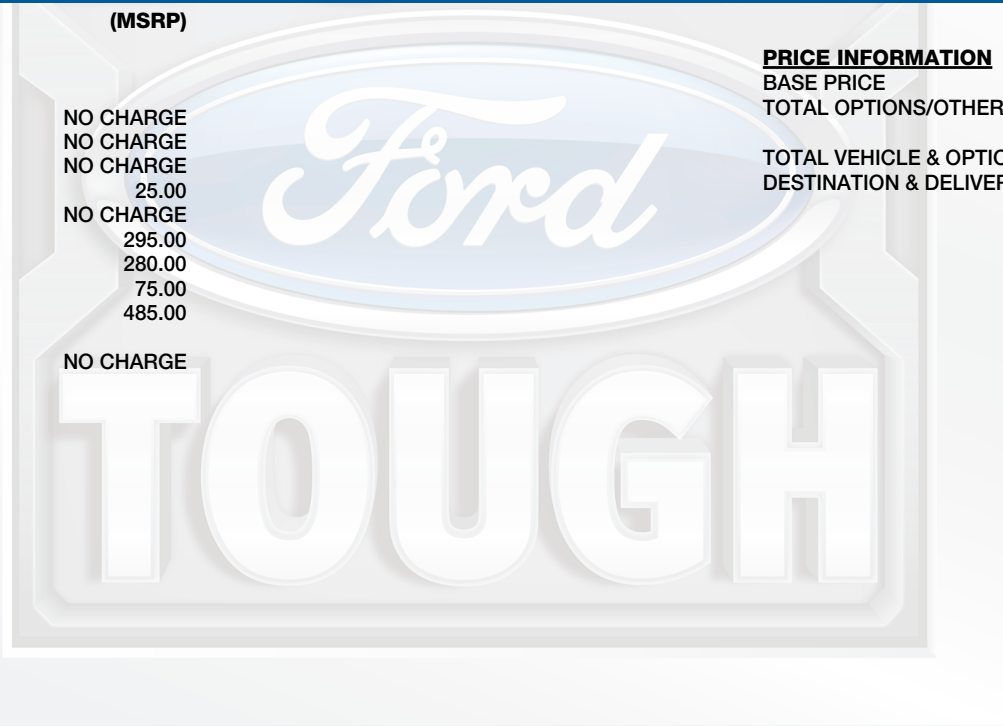 (MSRP)
NO CHARGE
NO CHARGE
NO CHARGE
25.00
NO CHARGE
295.00
280.00
75.00
485.00
NO CHARGE
PRICE INFORMATION
BASE PRICE
TOTAL OPTIONS/OTHER
TOTAL VEHICLE & OPTIO
DESTINATION & DELIVER
Ford
TOUGH